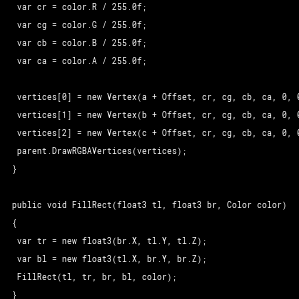 var cr = color.R / 255.0f;
var cg = color.G / 255.0f;
var cb = color.B / 255.0f;
var ca = color.A / 255.0f;
vertices[0] = new Vertex(a + Offset, cr, cg, cb, ca, 0,
vertices[1] = new Vertex(b + Offset, cr, cg, cb, ca, 0,
vertices[2] = new Vertex(c + Offset, cr, cg, cb, ca, 0,
parent.DrawRGBAVertices(vertices);
}
public void FillRect(float3 tl, float3 br, Color color)
{
var tr = new float3(br.X, tl.Y, tl.Z);
var bl = new float3(tl.X, br.Y, br.Z);
FillRect(tl, tr, br, bl, color);
}